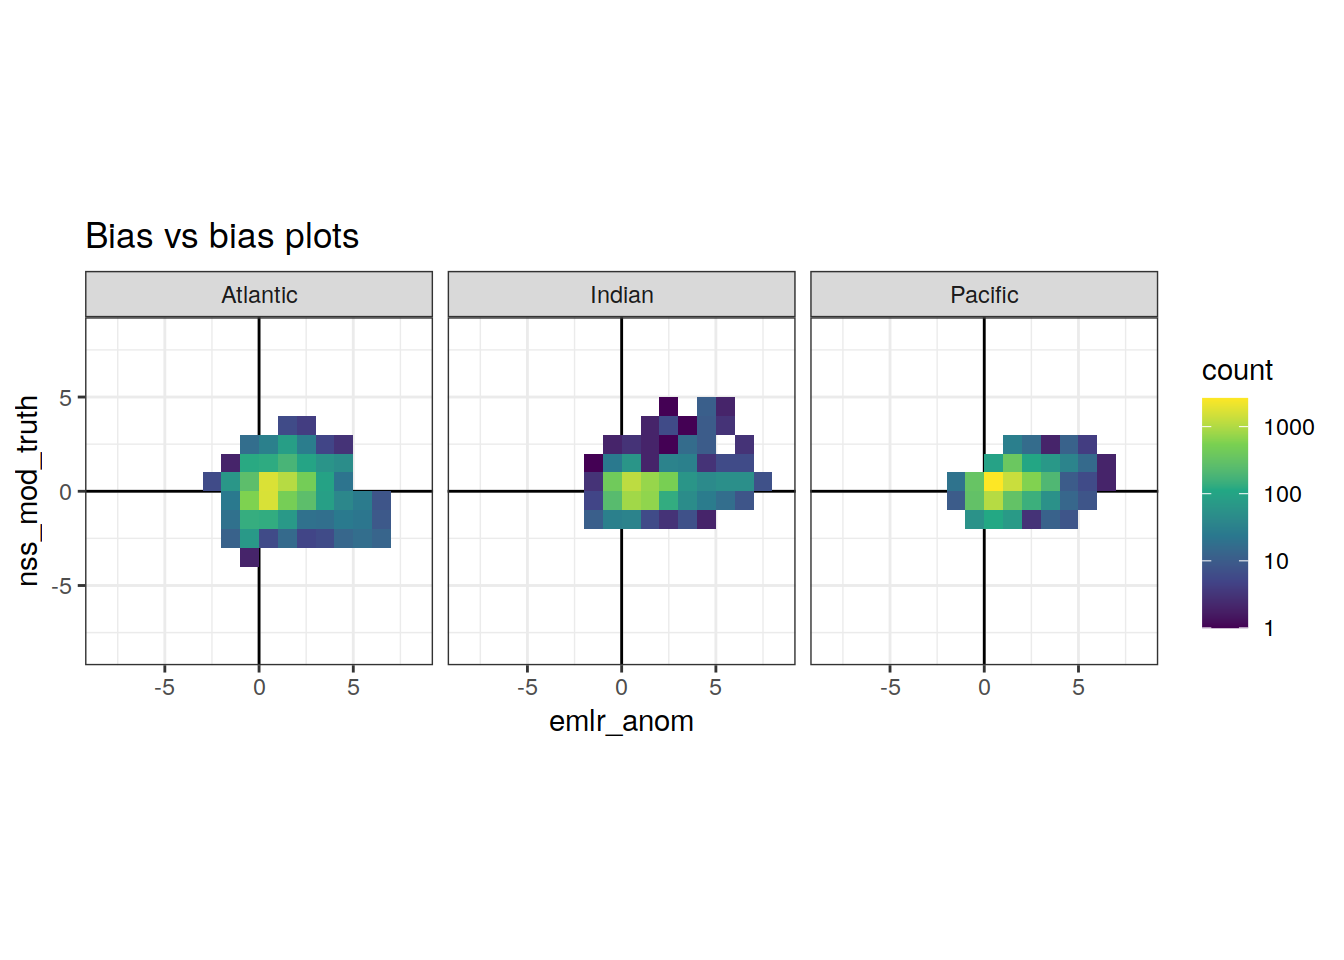 Bias vs bias plots
Atlantic
Indian
Pacific
nss_mod_truth
5
0
-5
-5 0 5
-5 0 5
-5 0 5
emlr_anom
count
1000
100
10
1